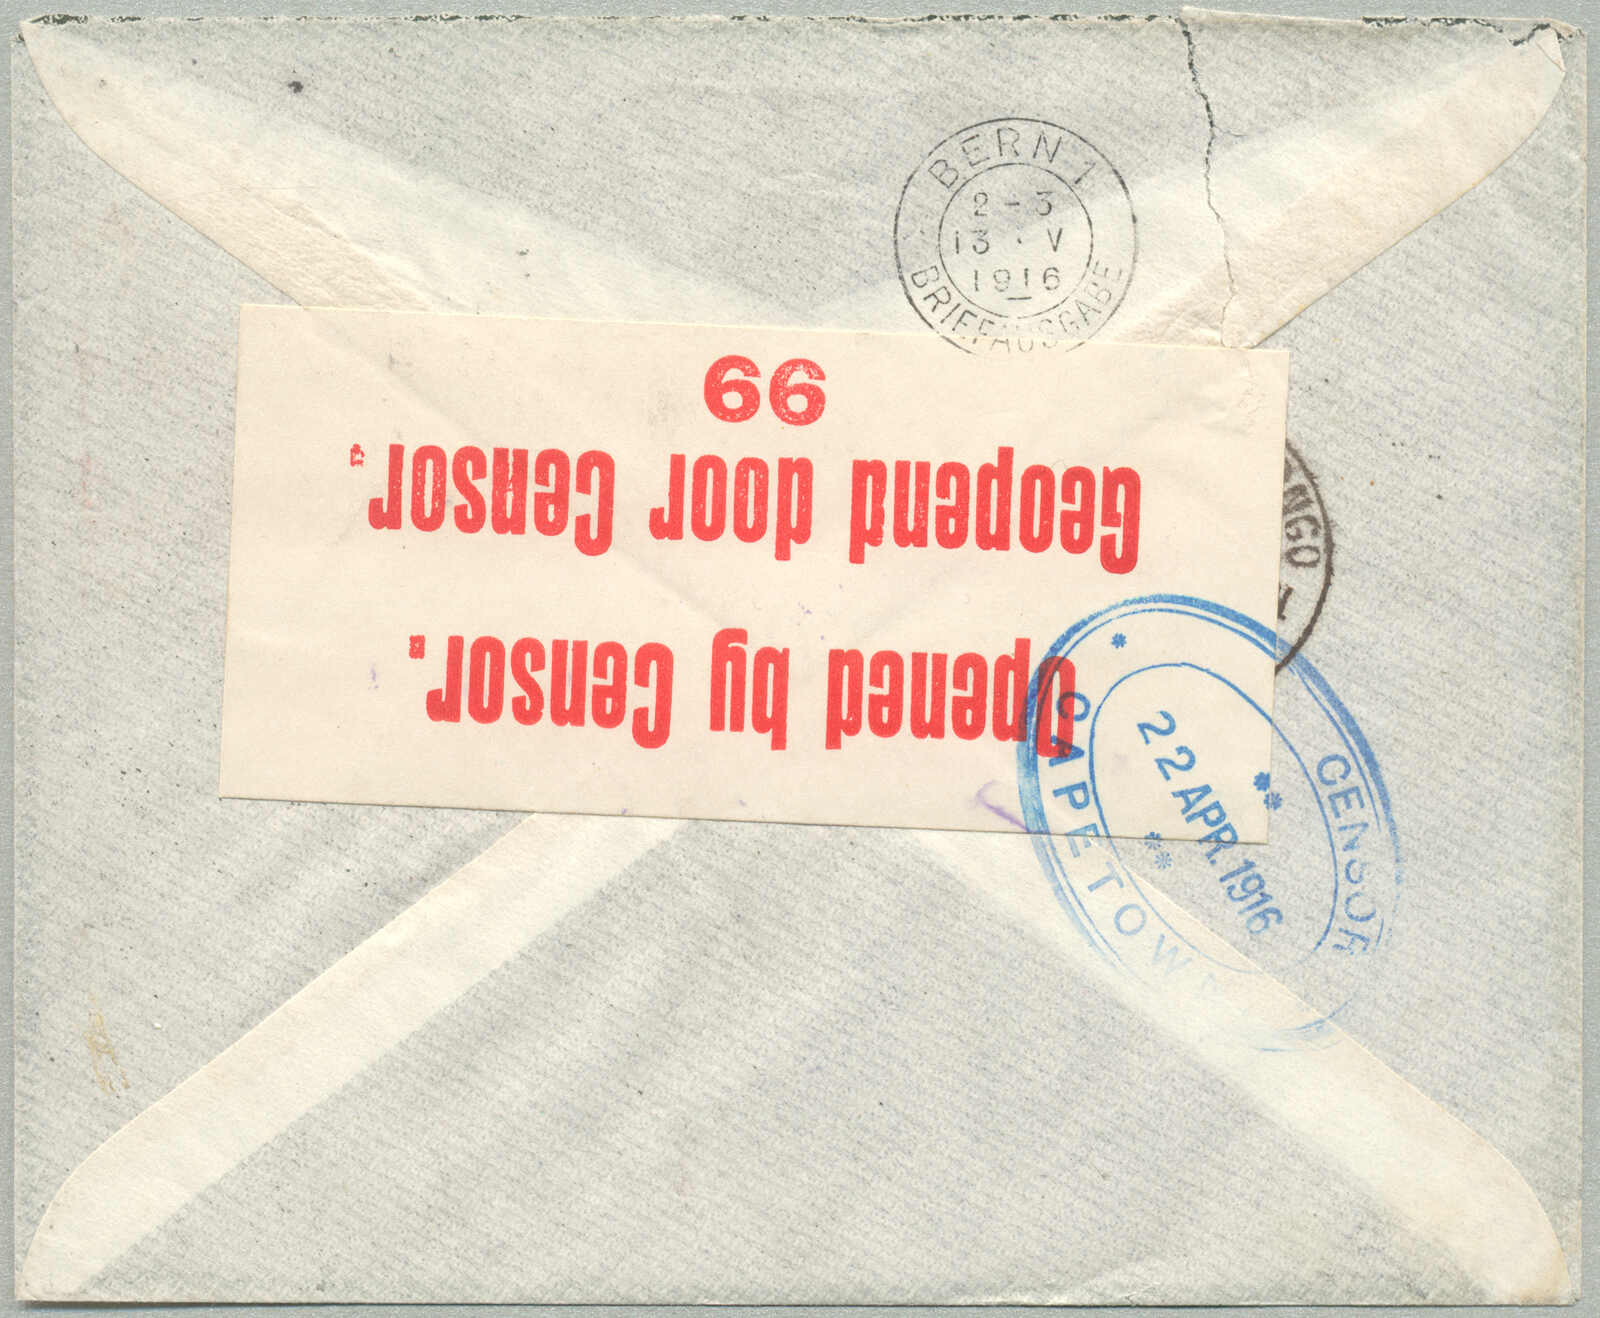 BERN 1
2-3
13 · V
1916
BRIEFAUSGABE
Opened by Censor.
Geopend door Censor.
99
CENSOR
22 APR. 1916
CAPETOWN